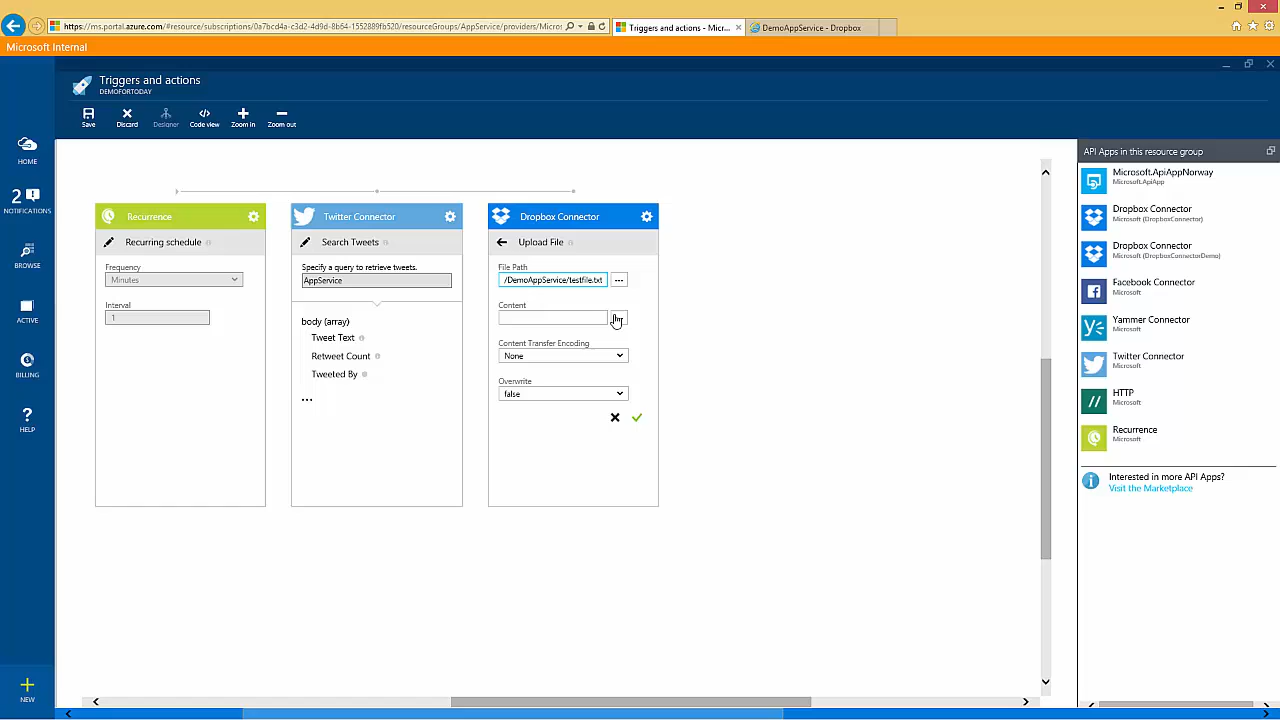 https://ms.portal.azure.com/#resource/subscriptions/0a7bcd4a-c3d2-4d9d-8b64-1552889fb520/resourceGroups/AppService/providers/Micros
Triggers and actions - Micr...
DemoAppService - Dropbox
Microsoft Internal
Triggers and actions
DEMOFORTODAY
Save
Discard
Designer
Code view
Zoom in
Zoom out
HOME
2
NOTIFICATIONS
BROWSE
ACTIVE
BILLING
HELP
NEW
Recurrence
Recurring schedule
Frequency
Minutes
Interval
1
Twitter Connector
Search Tweets
Specify a query to retrieve tweets.
AppService
body (array)
Tweet Text
Retweet Count
Tweeted By
...
Dropbox Connector
Upload File
File Path
/DemoAppService/testfile.txt
...
Content
Content Transfer Encoding
None
Overwrite
false
API Apps in this resource group
Microsoft.ApiAppNorway
Microsoft.ApiApp
Dropbox Connector
Microsoft (DropboxConnector)
Dropbox Connector
Microsoft (DropboxConnectorDemo)
Facebook Connector
Microsoft
Yammer Connector
Microsoft
Twitter Connector
Microsoft
HTTP
Microsoft
Recurrence
Microsoft
Interested in more API Apps?
Visit the Marketplace